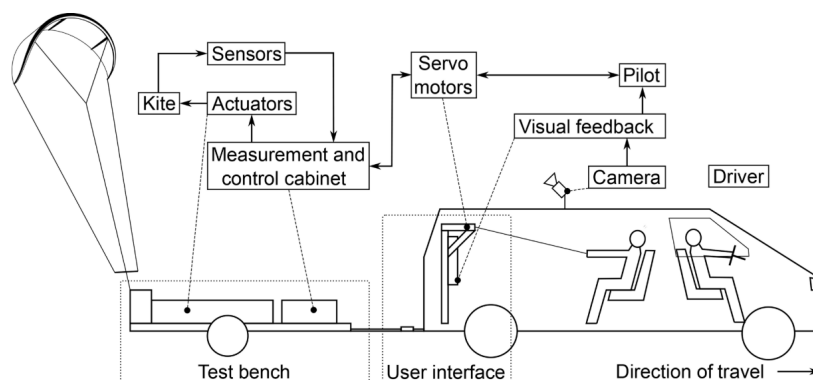 Sensors
Servo
motors
Pilot
Kite
Actuators
Visual feedback
Measurement and
control cabinet
Camera
Driver
Test bench
User interface
Direction of travel